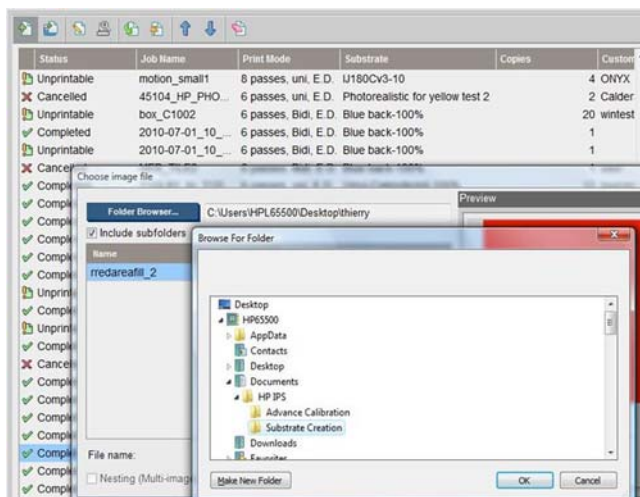 Status Job Name Print Mode Substrate Copies Custom
Unprintable motion_small1 8 passes, uni, E.D. IJ180Cv3-10 4 ONYX
Cancelled 45104_HP_PHO... 6 passes, Bidi, E.D. Photorealistic for yellow test 2 2 Calder
Unprintable box_C1002 6 passes, Bidi, E.D. Blue back-100% 20 wintest
Completed 2010-07-01_10_... 6 passes, Bidi, E.D. Blue back-100% 1
Unprintable 2010-07-01_10_... 6 passes, Bidi, E.D. Blue back-100% 1
Choose image file
Preview
Folder Browser... C:\Users\HPL65500\Desktop\thierry
Include subfolders
Name
rredareafill_2
Browse For Folder
Desktop
HP65500
AppData
Contacts
Desktop
Documents
HP IPS
Advance Calibration
Substrate Creation
Downloads
Favorites
File name:
Nesting (Multi-imag
Make New Folder OK Cancel